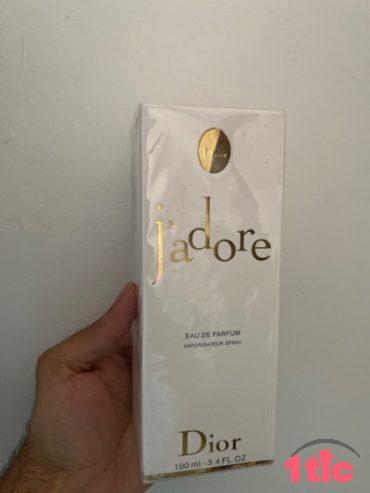 j'adore
EAU DE PARFUM
VAPORISATEUR SPRAY
Dior
100 ml - 3.4 FL.OZ
1tlc